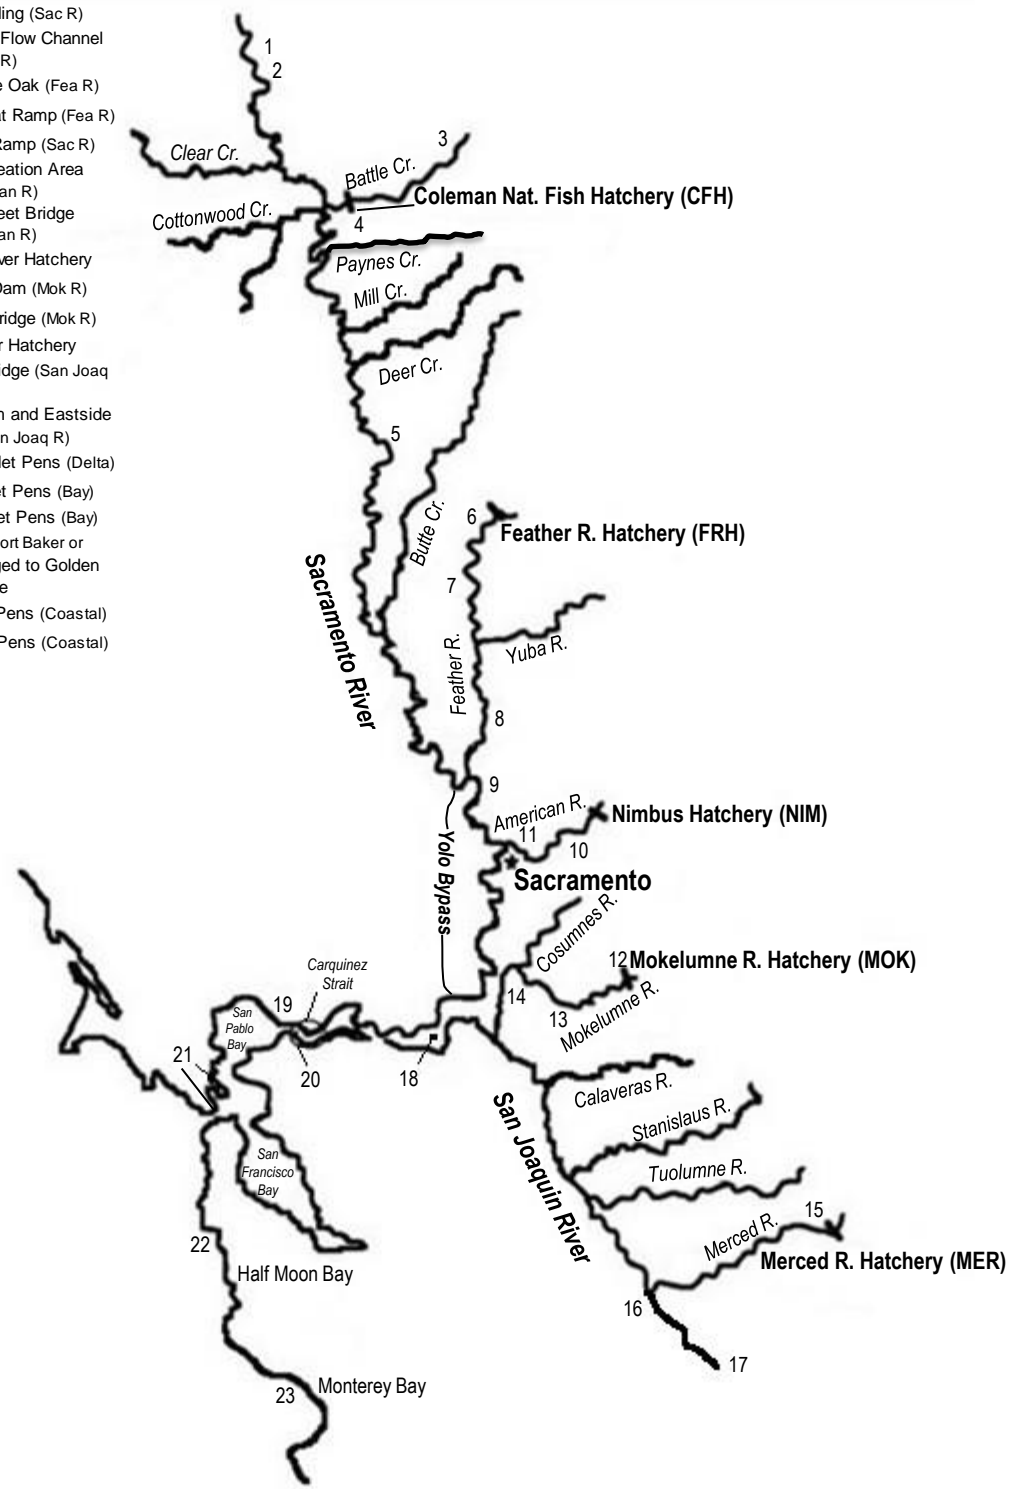 ling (Sac R)
Flow Channel
R)
e Oak (Fea R)
at Ramp (Fea R)
Ramp (Sac R)
eation Area
an R)
eet Bridge
an R)
ver Hatchery
Dam (Mok R)
ridge (Mok R)
r Hatchery
idge (San Joaq
n and Eastside
n Joaq R)
let Pens (Delta)
et Pens (Bay)
et Pens (Bay)
ort Baker or
ged to Golden
e
Pens (Coastal)
Pens (Coastal)
1
2
3
Clear Cr.
Battle Cr.
Coleman Nat. Fish Hatchery (CFH)
Cottonwood Cr.
4
Paynes Cr.
Mill Cr.
Deer Cr.
5
Butte Cr.
6
Feather R. Hatchery (FRH)
7
Sacramento River
Feather R.
Yuba R.
8
9
American R.
Nimbus Hatchery (NIM)
11
10
Yolo Bypass
Sacramento
Cosumnes R.
12
Mokelumne R. Hatchery (MOK)
Carquinez
Strait
14
13
Mokelumne R.
19
San
Pablo
Bay
21
20
18
Calaveras R.
Stanislaus R.
San Joaquin River
San
Francisco
Bay
Tuolumne R.
15
Merced R.
Merced R. Hatchery (MER)
22
Half Moon Bay
16
17
23
Monterey Bay